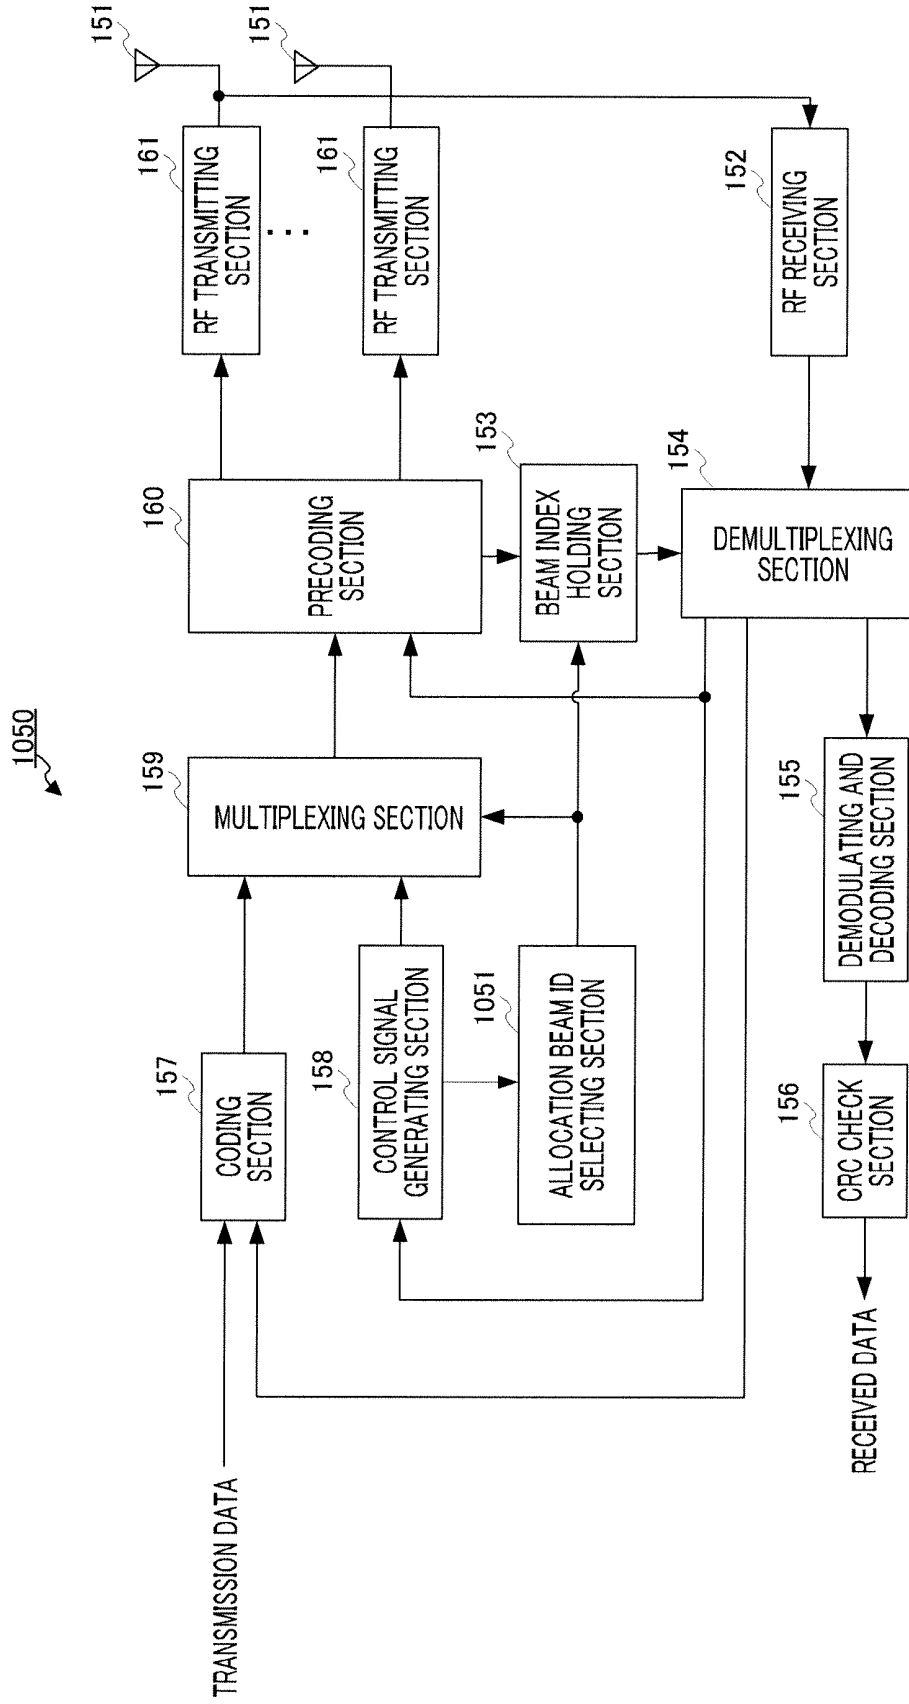 1050
TRANSMISSION DATA
157
CODING
SECTION
158
CONTROL SIGNAL
GENERATING SECTION
1051
ALLOCATION BEAM ID
SELECTING SECTION
159
MULTIPLEXING SECTION
160
PRECODING
SECTION
153
BEAM INDEX
HOLDING
SECTION
161
RF TRANSMITTING
SECTION
...
161
RF TRANSMITTING
SECTION
151
151
152
RF RECEIVING
SECTION
154
DEMULTIPLEXING
SECTION
155
DEMODULATING AND
DECODING SECTION
156
CRC CHECK
SECTION
RECEIVED DATA